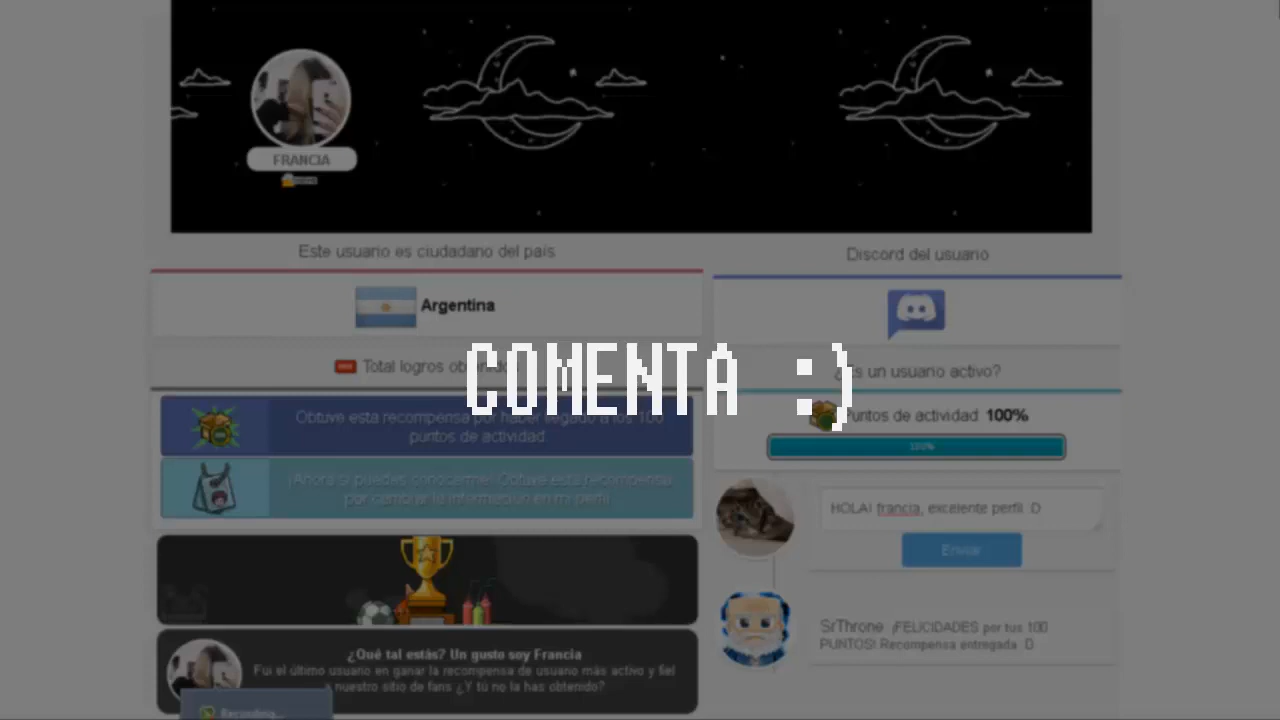 FRANCIA
Este usuario es ciudadano del país
Discord del usuario
Argentina
Total logros obtenidos
COMENTA :)
¿Es un usuario activo?
Obtuve esta recompensa por haber llegado a los 100
puntos de actividad
Puntos de actividad 100%
100%
¡Ahora si puedes conocerme! Obtuve esta recompensa
por cambiar la información en mi perfil
HOLA! francia, excelente perfil :D
Enviar
SrThrone ¡FELICIDADES por tus 100
PUNTOS! Recompensa entregada :D
¿Qué tal estás? Un gusto soy Francia
Fui el último usuario en ganar la recompensa de usuario más activo y fiel
a nuestro sitio de fans ¿Y tú no la has obtenido?
Recording...